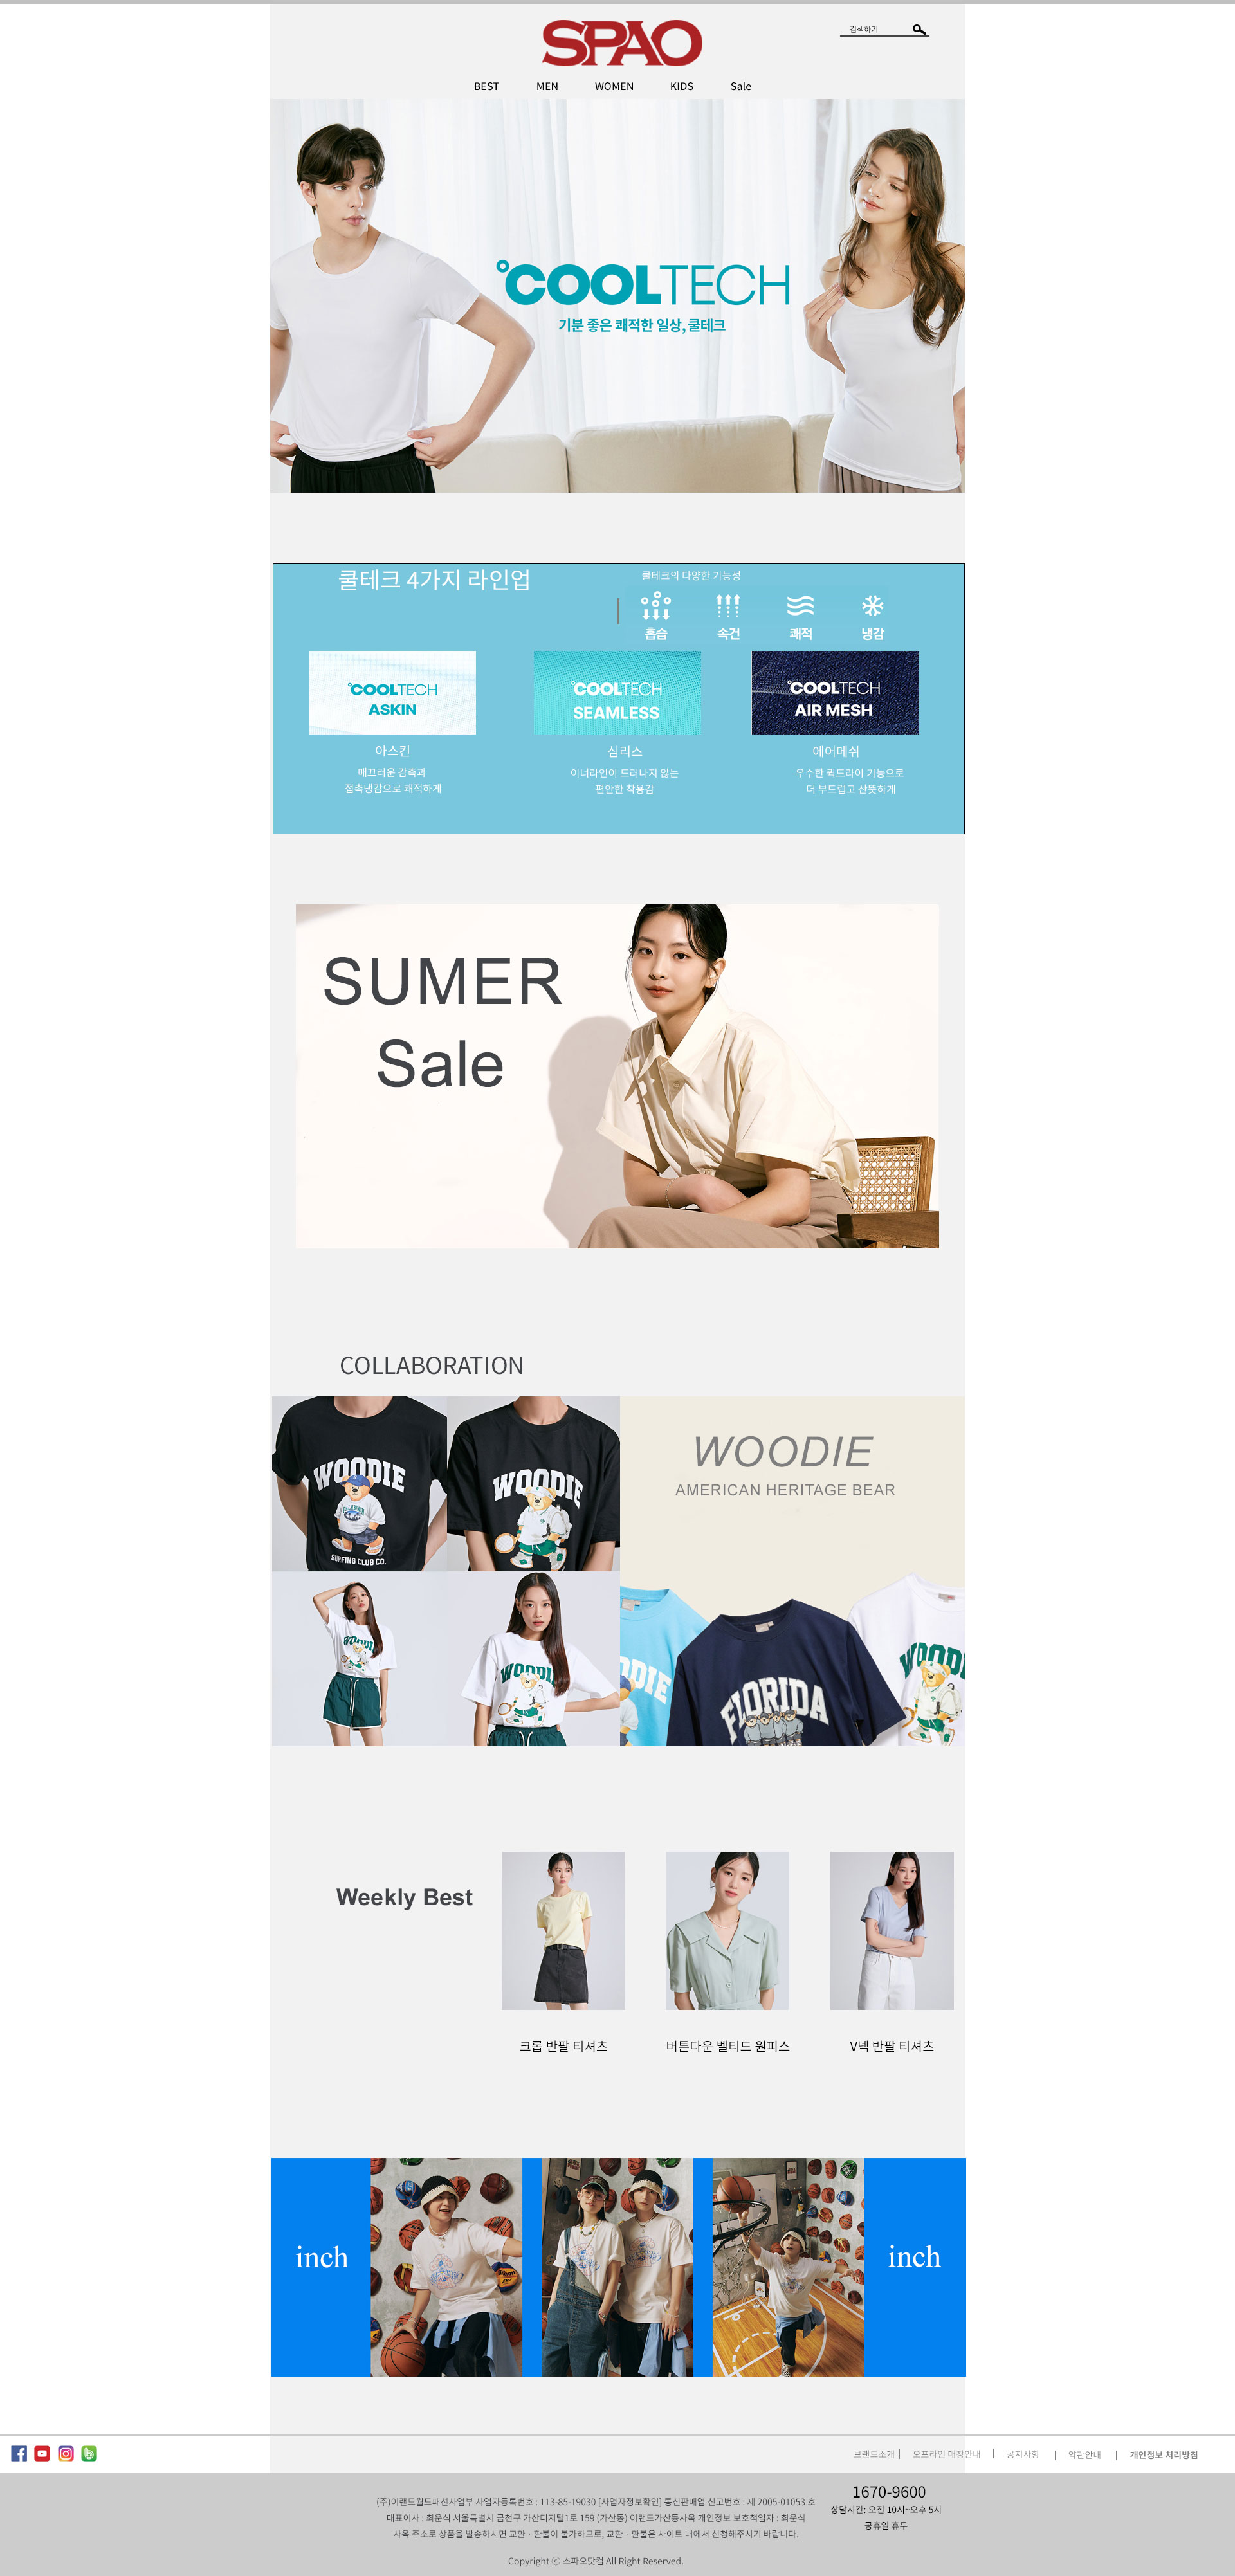 SPAO
검색하기
BEST MEN WOMEN KIDS Sale
°COOLTECH
기분 좋은 쾌적한 일상, 쿨테크
쿨테크 4가지 라인업
쿨테크의 다양한 기능성
흡습 속건 쾌적 냉감
°COOLTECH
ASKIN
°COOLTECH
SEAMLESS
°COOLTECH
AIR MESH
아스킨
매끄러운 감촉과
접촉냉감으로 쾌적하게
심리스
이너라인이 드러나지 않는
편안한 착용감
에어메쉬
우수한 퀵드라이 기능으로
더 부드럽고 산뜻하게
SUMER
Sale
COLLABORATION
WOODIE
SURFING CLUB CO.
WOODIE
WOODIE
AMERICAN HERITAGE BEAR
WOODIE
WOODIE
FLORIDA
Weekly Best
크롭 반팔 티셔츠
버튼다운 벨티드 원피스
V넥 반팔 티셔츠
inch
Wilson
inch
브랜드소개 | 오프라인 매장안내 | 공지사항 | 약관안내 | 개인정보 처리방침
(주)이랜드월드패션사업부 사업자등록번호 : 113-85-19030 [사업자정보확인] 통신판매업 신고번호 : 제 2005-01053 호
대표이사 : 최운식 서울특별시 금천구 가산디지털1로 159 (가산동) 이랜드가산동사옥 개인정보 보호책임자 : 최운식
사옥 주소로 상품을 발송하시면 교환 · 환불이 불가하므로, 교환 · 환불은 사이트 내에서 신청해주시기 바랍니다.
Copyright ⓒ 스파오닷컴 All Right Reserved.
1670-9600
상담시간: 오전 10시~오후 5시
공휴일 휴무